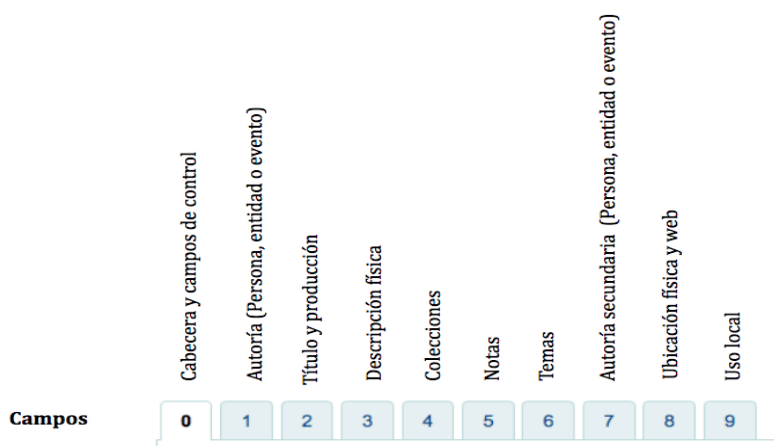 Cabecera y campos de control
Autoría (Persona, entidad o evento)
Título y producción
Descripción física
Colecciones
Notas
Temas
Autoría secundaria (Persona, entidad o evento)
Ubicación física y web
Uso local
Campos 0 1 2 3 4 5 6 7 8 9